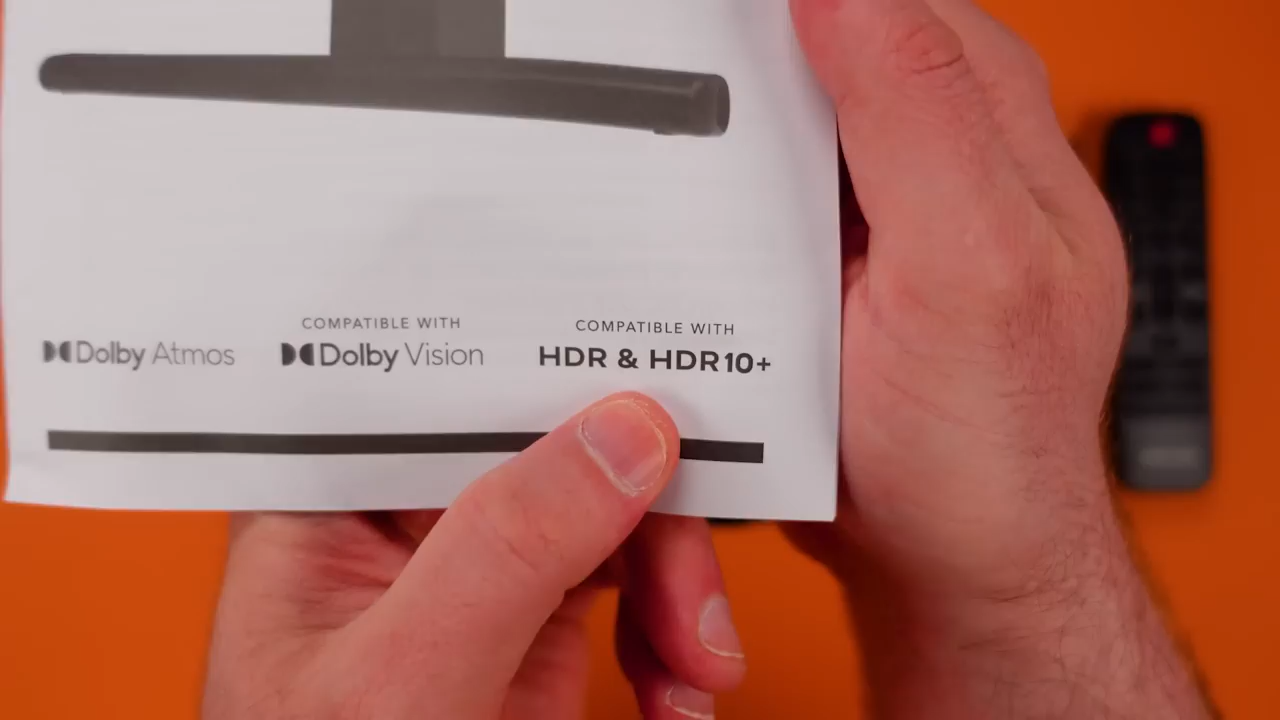 Dolby Atmos
COMPATIBLE WITH
Dolby Vision
COMPATIBLE WITH
HDR & HDR10+